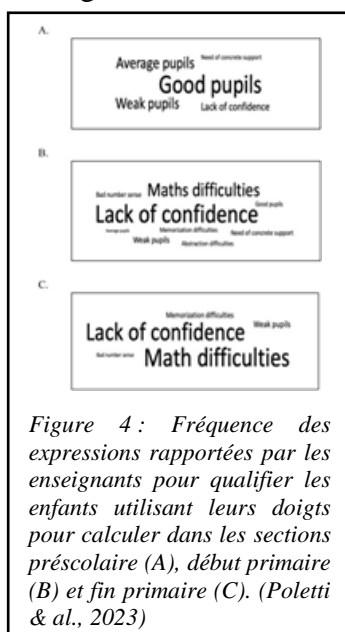 A.
Average pupils Need of concrete support
Good pupils
Weak pupils Lack of confidence
B.
Bad number sense Maths difficulties
Lack of confidence Good pupils
Average pupils Memorization difficulties Need of concrete support
Weak pupils Abstraction difficulties
C.
Memorization difficulties
Lack of confidence Weak pupils
Bad number sense Math difficulties
Figure 4 : Fréquence des
expressions rapportées par les
enseignants pour qualifier les
enfants utilisant leurs doigts
pour calculer dans les sections
préscolaire (A), début primaire
(B) et fin primaire (C). (Poletti
& al., 2023)